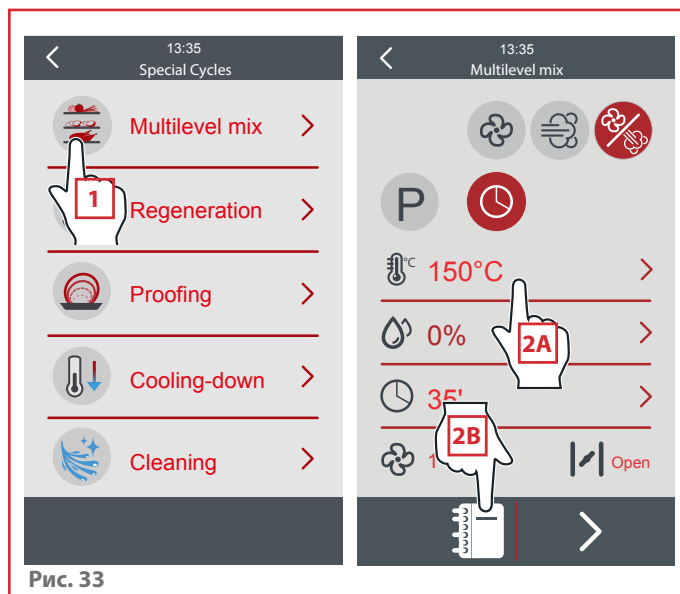 13:35
Special Cycles
Multilevel mix
1
Regeneration
Proofing
Cooling-down
Cleaning
13:35
Multilevel mix
P
°C 150°C
2A
0%
35'
2B
1
Open
Рис. 33